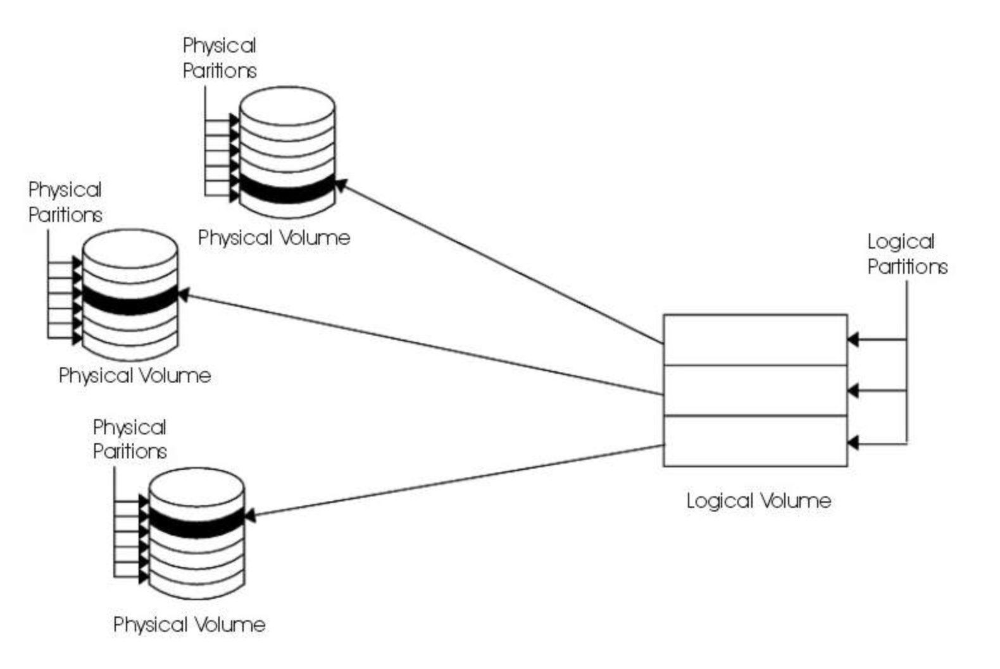 Physical
Paritions
Physical Volume
Physical
Paritions
Physical Volume
Physical
Paritions
Physical Volume
Logical
Partitions
Logical Volume